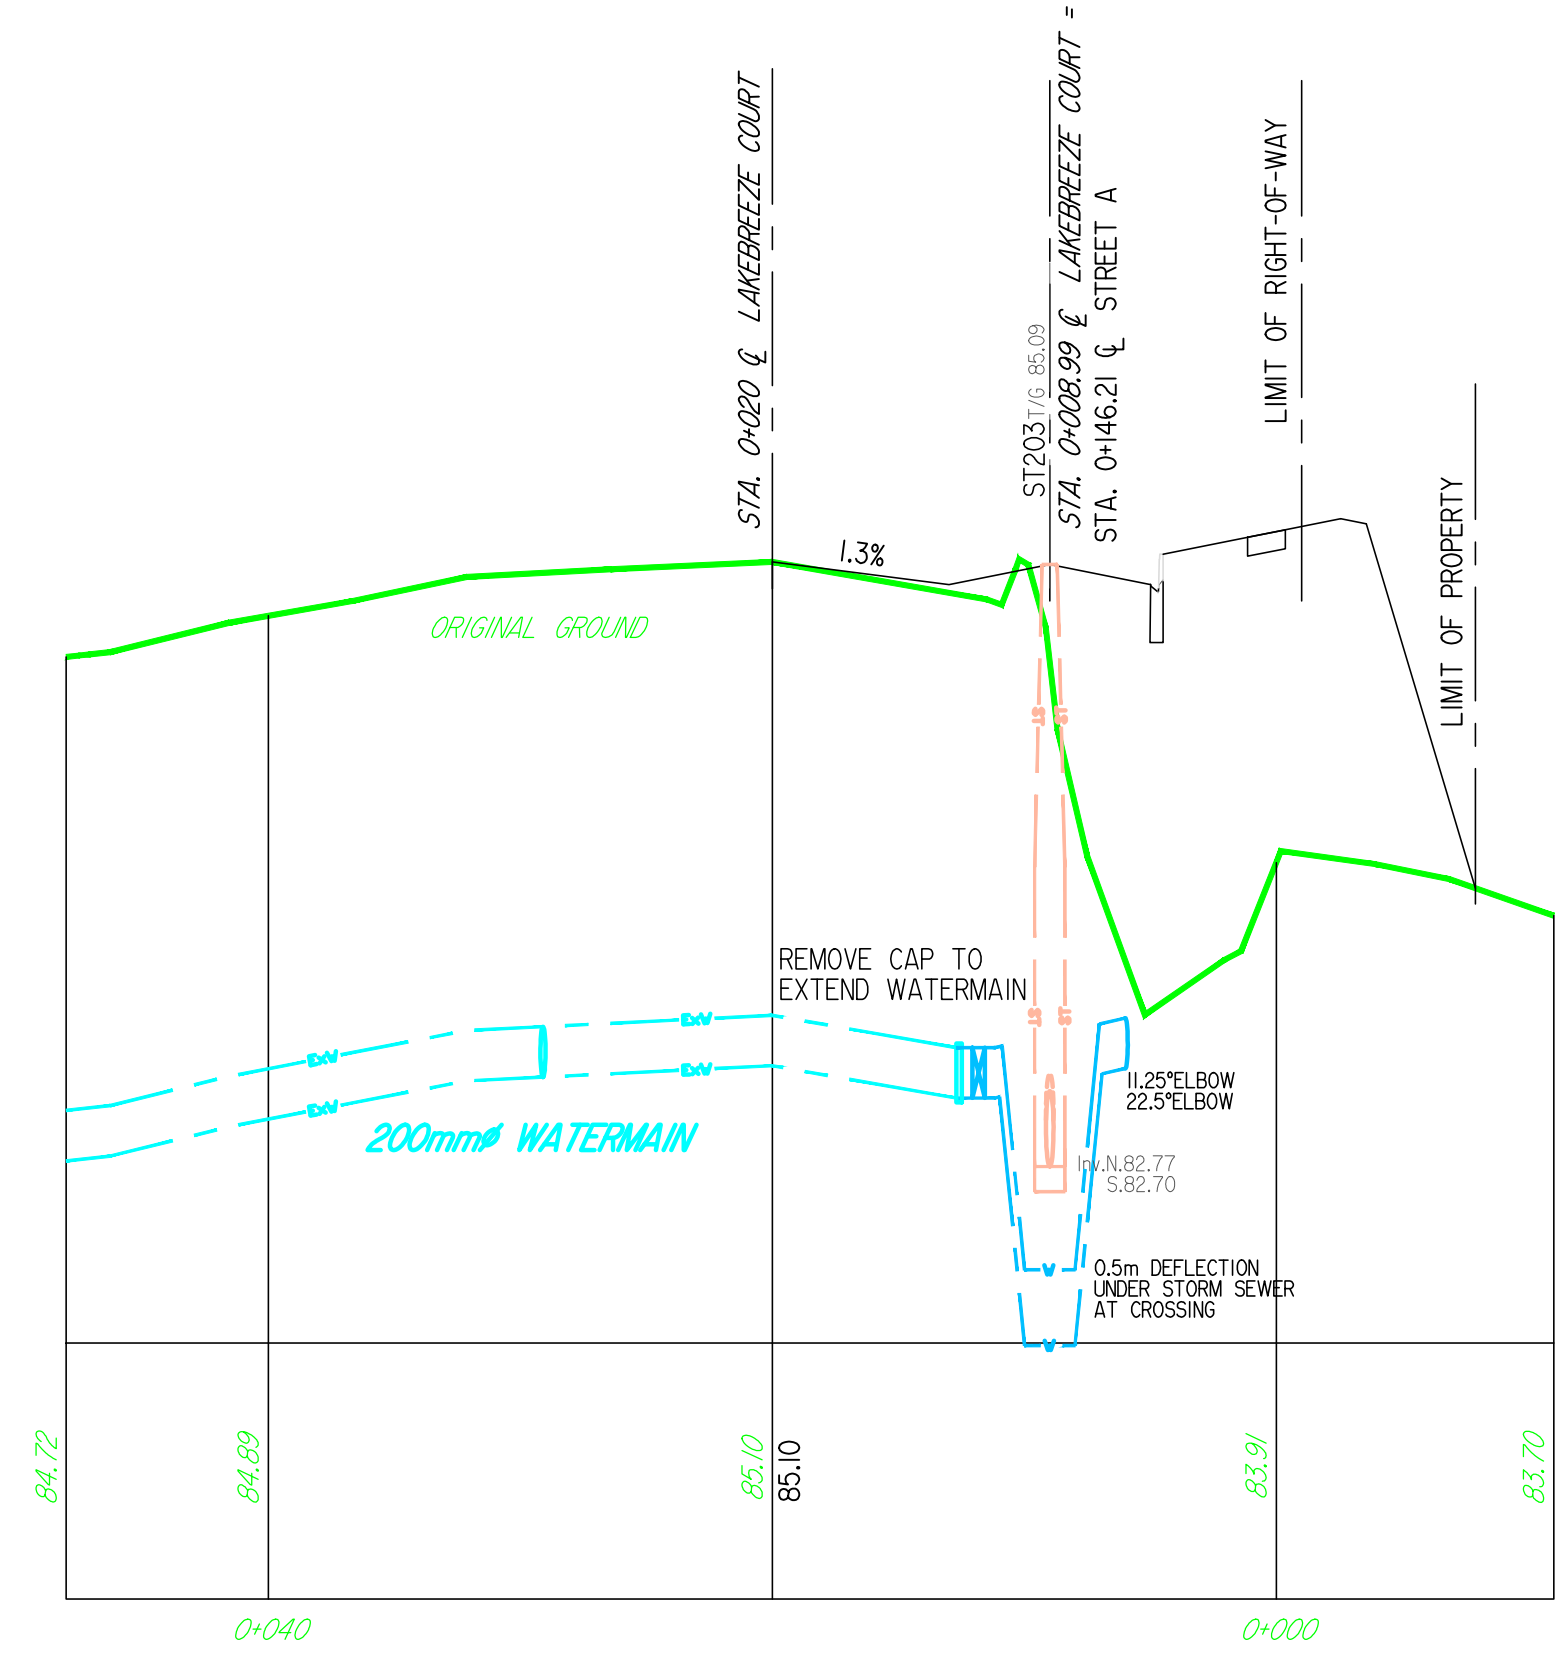 STA. 0+020 ℄ LAKEBREEZE COURT
ST203 T/G 85.09
STA. 0+008.99 ℄ LAKEBREEZE COURT =
STA. 0+146.21 ℄ STREET A
LIMIT OF RIGHT-OF-WAY
LIMIT OF PROPERTY
1.3%
ORIGINAL GROUND
ST
ST
REMOVE CAP TO
EXTEND WATERMAIN
EXW
EXW
ST
ST
EXW
EXW
200mmø WATERMAIN
11.25°ELBOW
22.5°ELBOW
Inv.N.82.77
S.82.70
0.5m DEFLECTION
UNDER STORM SEWER
AT CROSSING
W
W
84.72
84.89
85.10
85.10
83.91
83.70
0+040
0+000